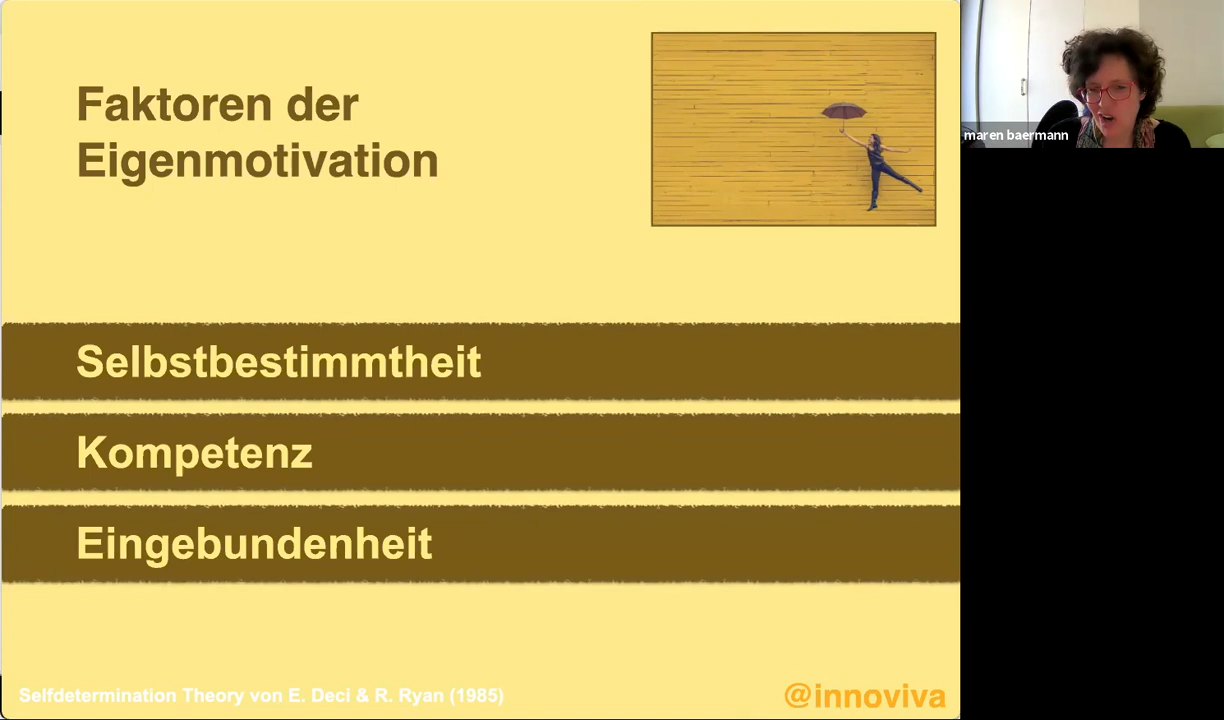 Faktoren der
Eigenmotivation
maren baermann
Selbstbestimmtheit
Kompetenz
Eingebundenheit
Selfdetermination Theory von E. Deci & R. Ryan (1985)
@innoviva